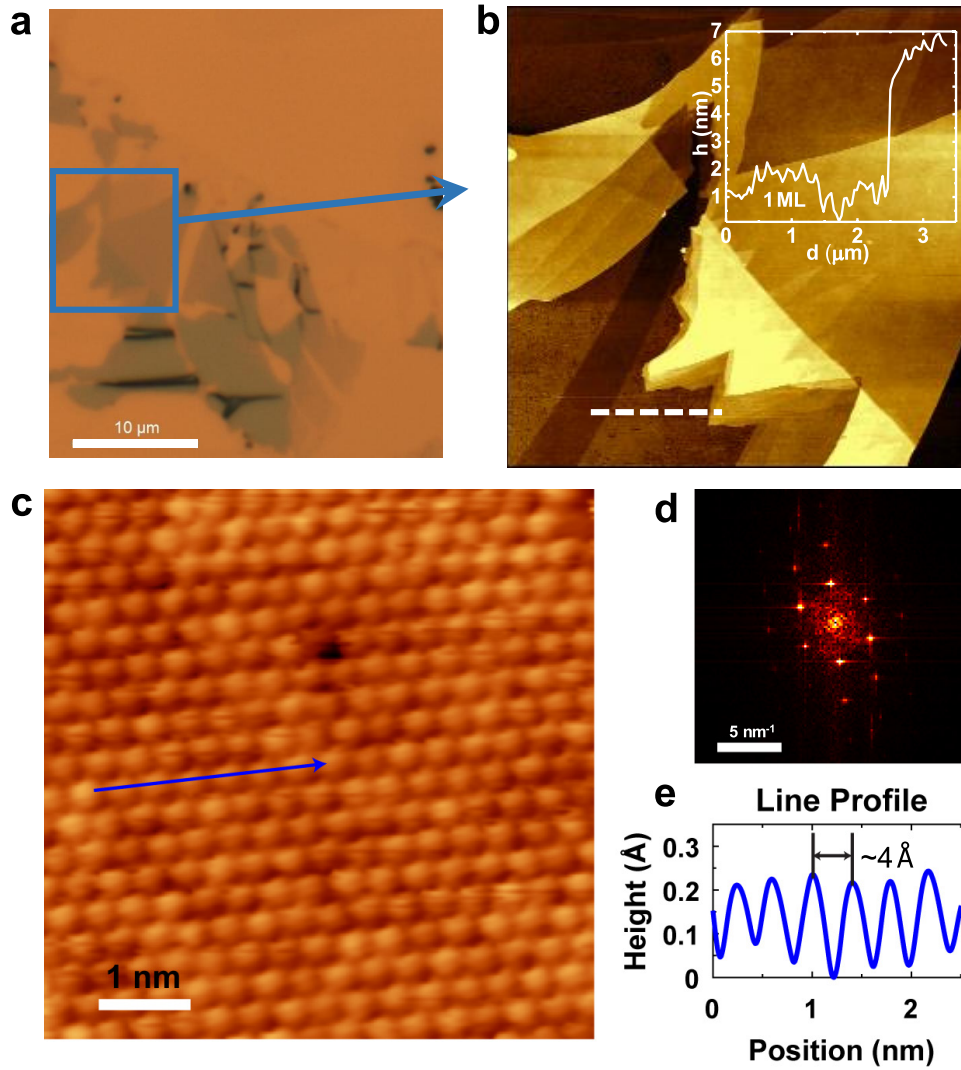 a
10 µm
b
7
6
5
4
3
2
1
0
h (nm)
1 ML
0
1
2
3
d (µm)
c
1 nm
d
5 nm⁻¹
e
Line Profile
0.3
0.2
0.1
0
Height (Å)
~4 Å
0
1
2
Position (nm)